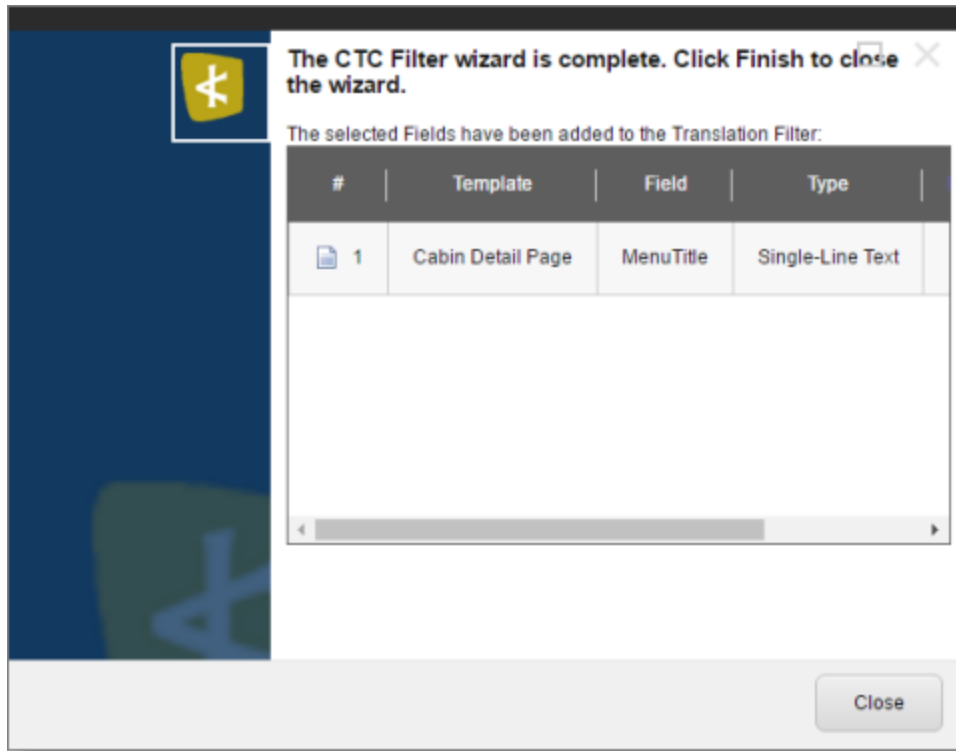 The CTC Filter wizard is complete. Click Finish to close
the wizard.
The selected Fields have been added to the Translation Filter:
# Template Field Type
1 Cabin Detail Page MenuTitle Single-Line Text
Close